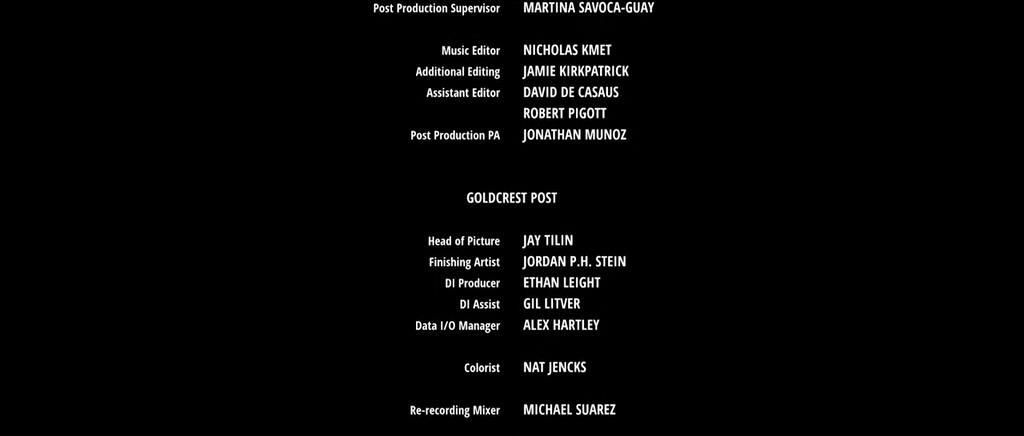 Post Production Supervisor MARTINA SAVOCA-GUAY
Music Editor NICHOLAS KMET
Additional Editing JAMIE KIRKPATRICK
Assistant Editor DAVID DE CASAUS
ROBERT PIGOTT
Post Production PA JONATHAN MUNOZ
GOLDCREST POST
Head of Picture JAY TILIN
Finishing Artist JORDAN P.H. STEIN
DI Producer ETHAN LEIGHT
DI Assist GIL LITVER
Data I/O Manager ALEX HARTLEY
Colorist NAT JENCKS
Re-recording Mixer MICHAEL SUAREZ